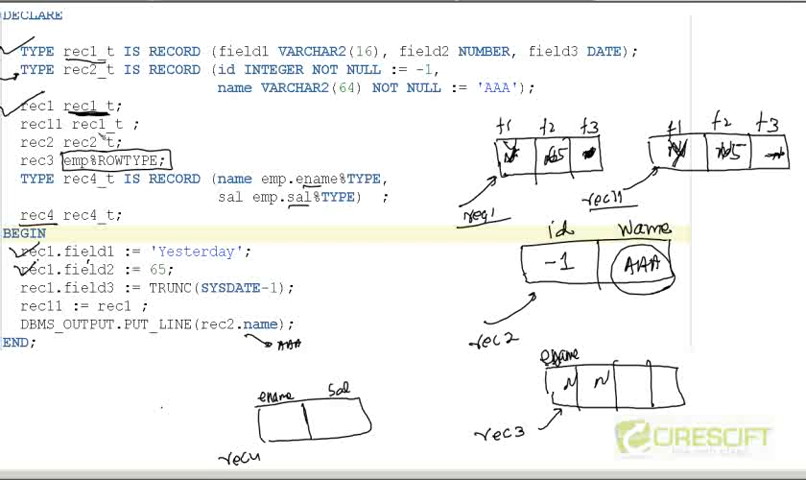 DECLARE
TYPE rec1_t IS RECORD (field1 VARCHAR2(16), field2 NUMBER, field3 DATE);
TYPE rec2_t IS RECORD (id INTEGER NOT NULL := -1,
name VARCHAR2(64) NOT NULL := 'AAA');
rec1 rec1_t;
rec11 rec1_t ;
rec2 rec2_t;
rec3 emp%ROWTYPE;
TYPE rec4_t IS RECORD (name emp.ename%TYPE,
sal emp.sal%TYPE) ;
rec4 rec4_t;
BEGIN
rec1.field1 := 'Yesterday';
rec1.field2 := 65;
rec1.field3 := TRUNC(SYSDATE-1);
rec11 := rec1 ;
DBMS_OUTPUT.PUT_LINE(rec2.name);
END;
AAA
f1 f2 f3
rec1
f1 f2 f3
rec11
id Name
-1 AAA
rec2
ename
N N
rec3
ename Sal
rec4